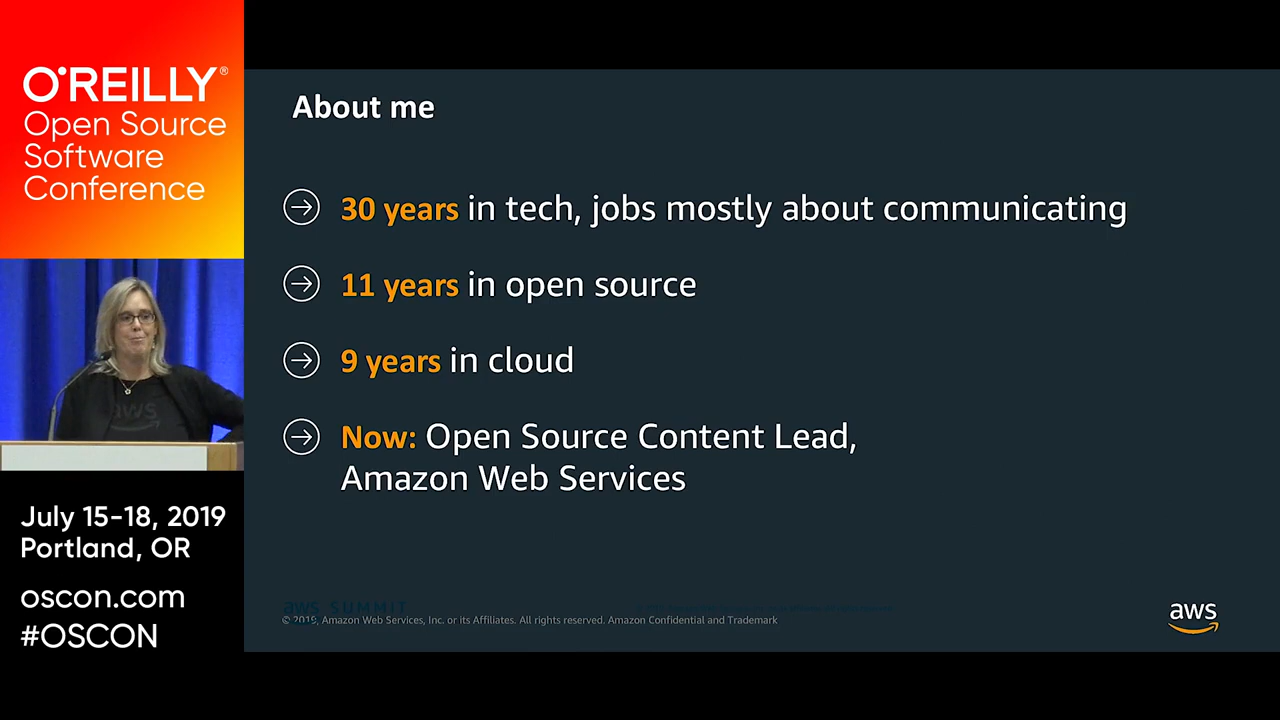 O'REILLY®
Open Source
Software
Conference
July 15-18, 2019
Portland, OR
oscon.com
#OSCON
About me
30 years in tech, jobs mostly about communicating
11 years in open source
9 years in cloud
Now: Open Source Content Lead,
Amazon Web Services
aws SUMMIT
© 2019, Amazon Web Services, Inc. or its Affiliates. All rights reserved. Amazon Confidential and Trademark
aws
aws